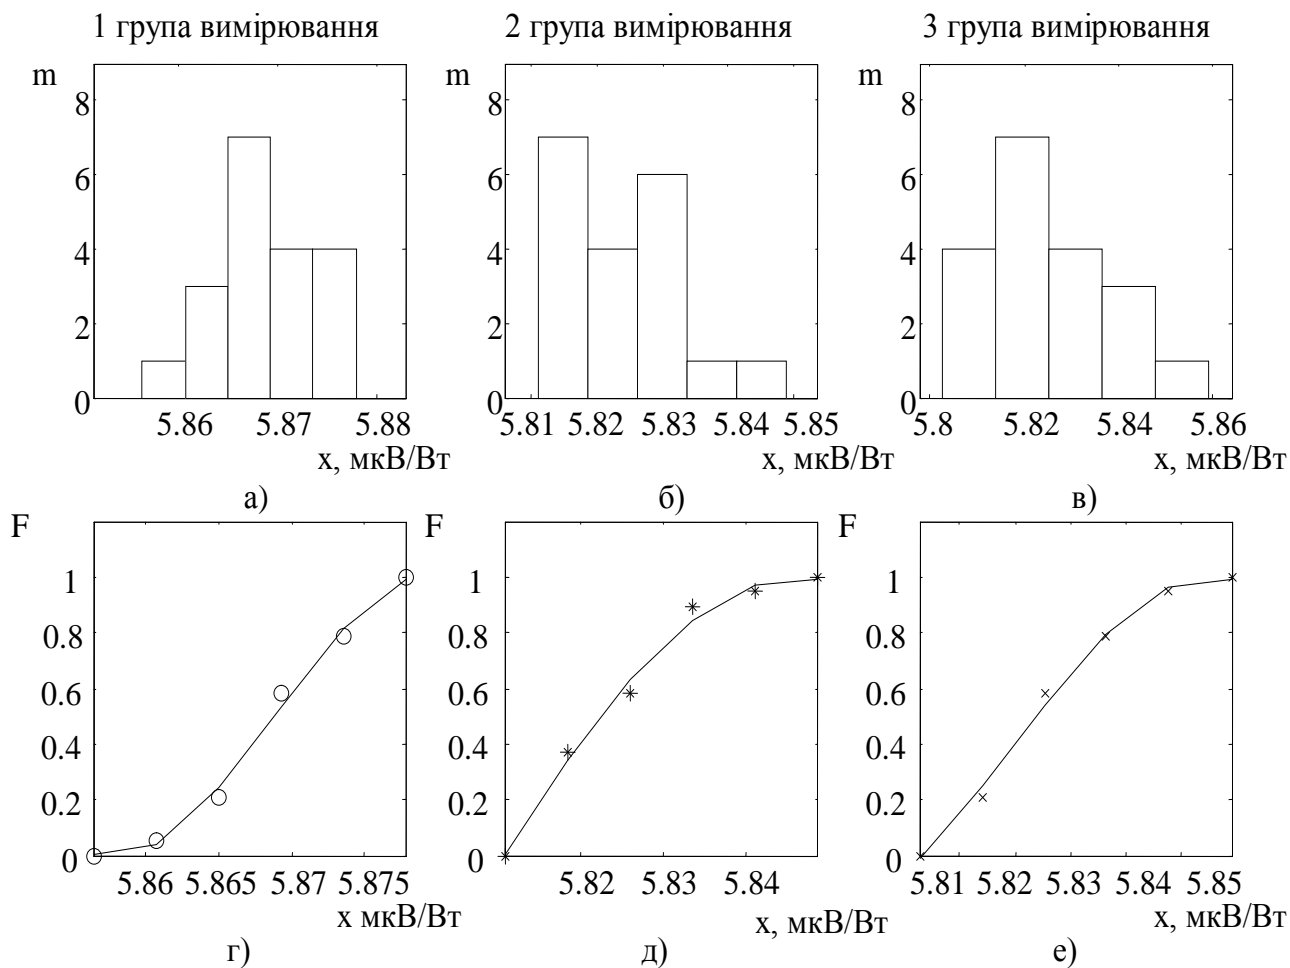 1 група вимірювання 2 група вимірювання 3 група вимірювання
m m m
8 8 8
6 6 6
4 4 4
2 2 2
0 0 0
5.86 5.87 5.88 5.81 5.82 5.83 5.84 5.85 5.8 5.82 5.84 5.86
x, мкВ/Вт x, мкВ/Вт x, мкВ/Вт
а) б) в)
F F F
1 1 1
0.8 0.8 0.8
0.6 0.6 0.6
0.4 0.4 0.4
0.2 0.2 0.2
0 0 0
5.86 5.865 5.87 5.875 5.82 5.83 5.84 5.81 5.82 5.83 5.84 5.85
x мкВ/Вт x, мкВ/Вт x, мкВ/Вт
г) д) е)